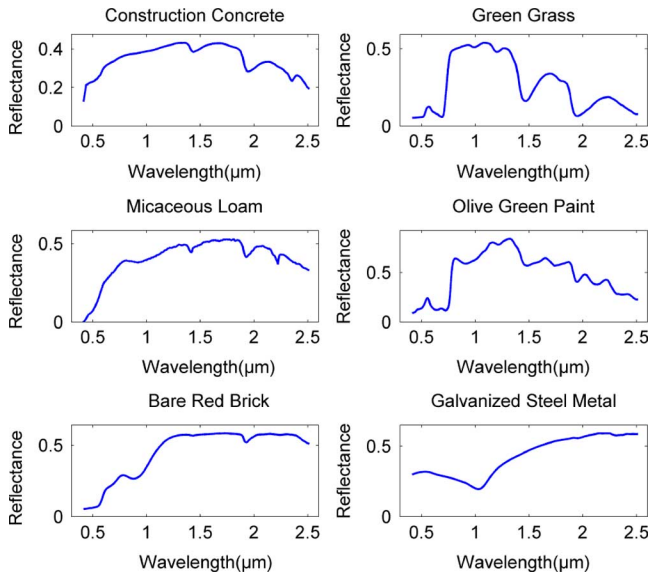 Construction Concrete
Reflectance
0.4
0.2
0
0.5 1 1.5 2 2.5
Wavelength(µm)
Green Grass
Reflectance
0.5
0
0.5 1 1.5 2 2.5
Wavelength(µm)
Micaceous Loam
Reflectance
0.5
0
0.5 1 1.5 2 2.5
Wavelength(µm)
Olive Green Paint
Reflectance
0.5
0
0.5 1 1.5 2 2.5
Wavelength(µm)
Bare Red Brick
Reflectance
0.5
0
0.5 1 1.5 2 2.5
Wavelength(µm)
Galvanized Steel Metal
Reflectance
0.5
0
0.5 1 1.5 2 2.5
Wavelength(µm)